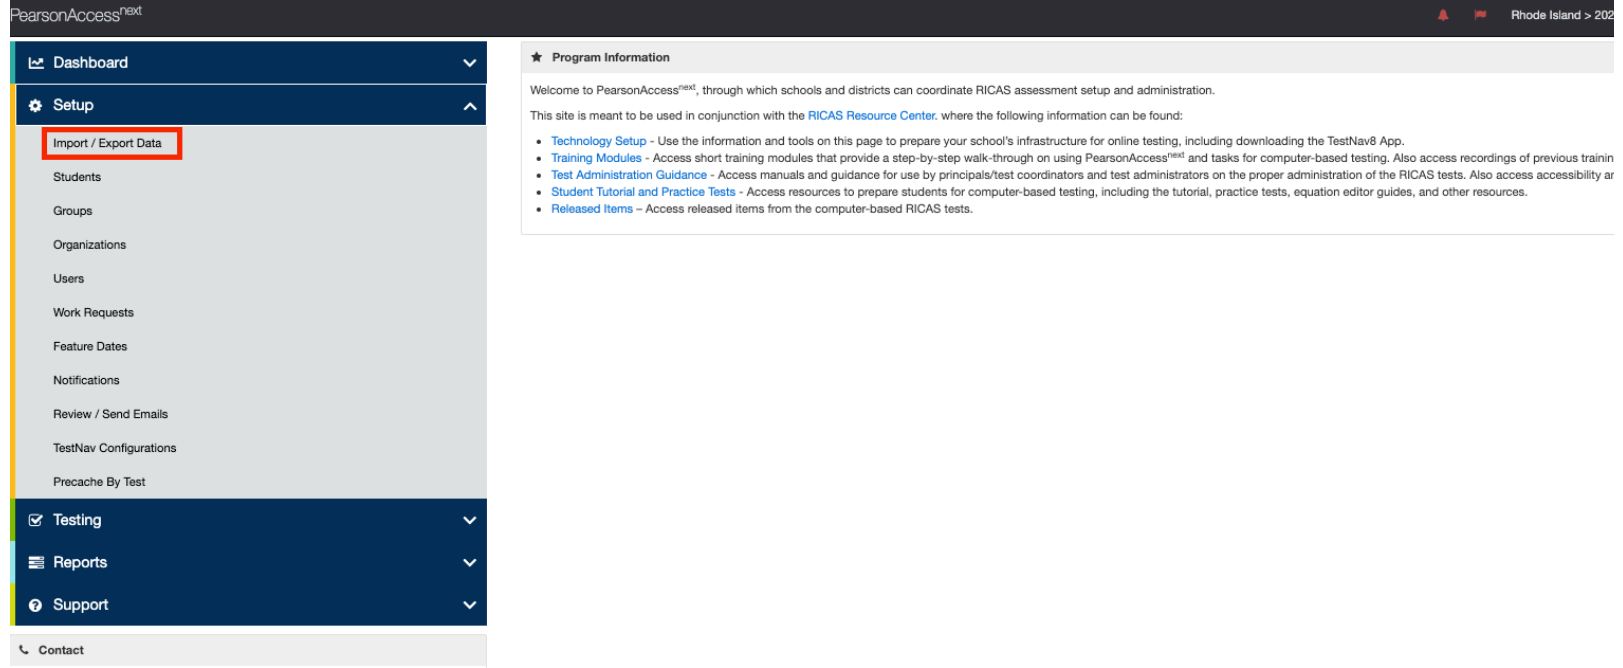 PearsonAccessnext
Rhode Island > 202
Dashboard
Setup
Import / Export Data
Students
Groups
Organizations
Users
Work Requests
Feature Dates
Notifications
Review / Send Emails
TestNav Configurations
Precache By Test
Testing
Reports
Support
Contact
Program Information
Welcome to PearsonAccessnext, through which schools and districts can coordinate RICAS assessment setup and administration.
This site is meant to be used in conjunction with the RICAS Resource Center. where the following information can be found:
• Technology Setup - Use the information and tools on this page to prepare your school's infrastructure for online testing, including downloading the TestNav8 App.
• Training Modules - Access short training modules that provide a step-by-step walk-through on using PearsonAccessnext and tasks for computer-based testing. Also access recordings of previous trainin
• Test Administration Guidance - Access manuals and guidance for use by principals/test coordinators and test administrators on the proper administration of the RICAS tests. Also access accessibility ar
• Student Tutorial and Practice Tests - Access resources to prepare students for computer-based testing, including the tutorial, practice tests, equation editor guides, and other resources.
• Released Items – Access released items from the computer-based RICAS tests.